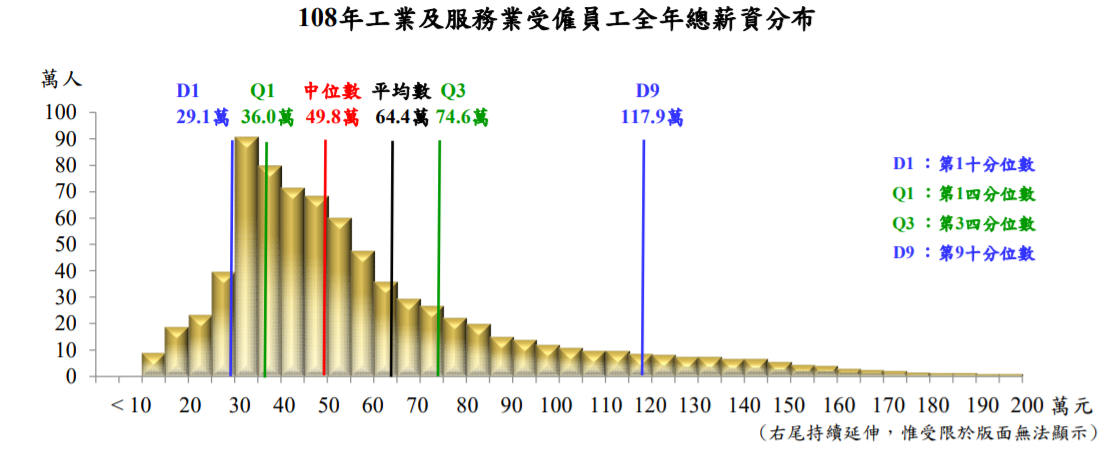 108年工業及服務業受僱員工全年總薪資分布
萬人
D1 Q1 中位數 平均數 Q3 D9
29.1萬 36.0萬 49.8萬 64.4萬 74.6萬 117.9萬
100
90
80
70
60
50
40
30
20
10
0
D1：第1十分位數
Q1：第1四分位數
Q3：第3四分位數
D9：第9十分位數
<10 20 30 40 50 60 70 80 90 100 110 120 130 140 150 160 170 180 190 200 萬元
（右尾持續延伸，惟受限於版面無法顯示）